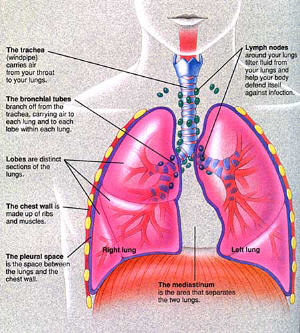 The trachea
(windpipe)
carries air
from your throat
to your lungs.
The bronchial tubes
branch off from the
trachea, carrying air to
each lung and to each
lobe within each lung.
Lobes are distinct
sections of the
lungs.
The chest wall is
made up of ribs
and muscles.
The pleural space
is the space between
the lungs and the
chest wall.
Lymph nodes
around your lungs
filter fluid from
your lungs and
help your body
defend itself
against infection.
Right lung
Left lung
The mediastinum
is the area that separates
the two lungs.